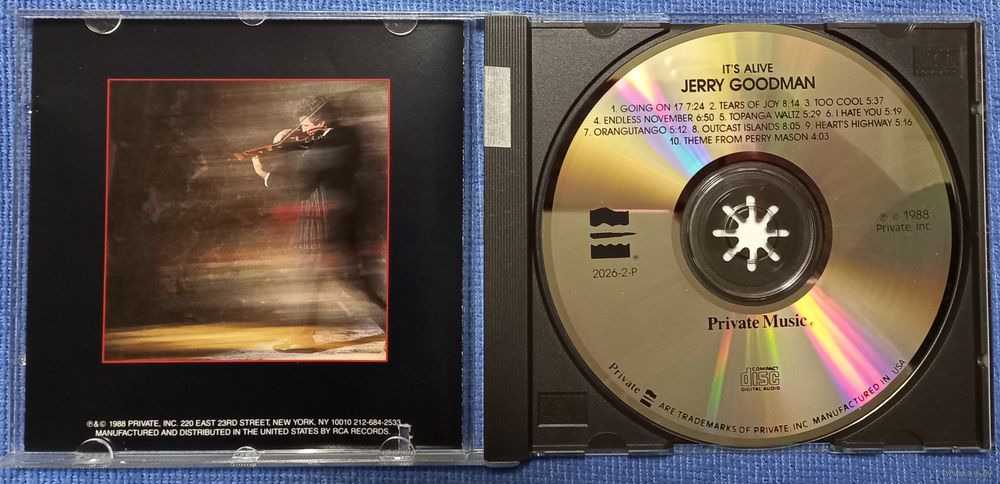 ℗&© 1988 PRIVATE, INC. 220 EAST 23RD STREET, NEW YORK, NY 10010 212-684-2533
MANUFACTURED AND DISTRIBUTED IN THE UNITED STATES BY RCA RECORDS.
IT'S ALIVE
JERRY GOODMAN
1. GOING ON 17 7:24 2. TEARS OF JOY 8:14 3. TOO COOL 5:37
4. ENDLESS NOVEMBER 6:50 5. TOPANGA WALTZ 5:29 6. I HATE YOU 5:19
7. ORANGUTANGO 5:12 8. OUTCAST ISLANDS 8:05 9. HEART'S HIGHWAY 5:16
10. THEME FROM PERRY MASON 4:03
®
2026-2-P
℗ © 1988
Private, Inc.
Private Music®
COMPACT
disc
DIGITAL AUDIO
Private ARE TRADEMARKS OF PRIVATE, INC. MANUFACTURED IN USA